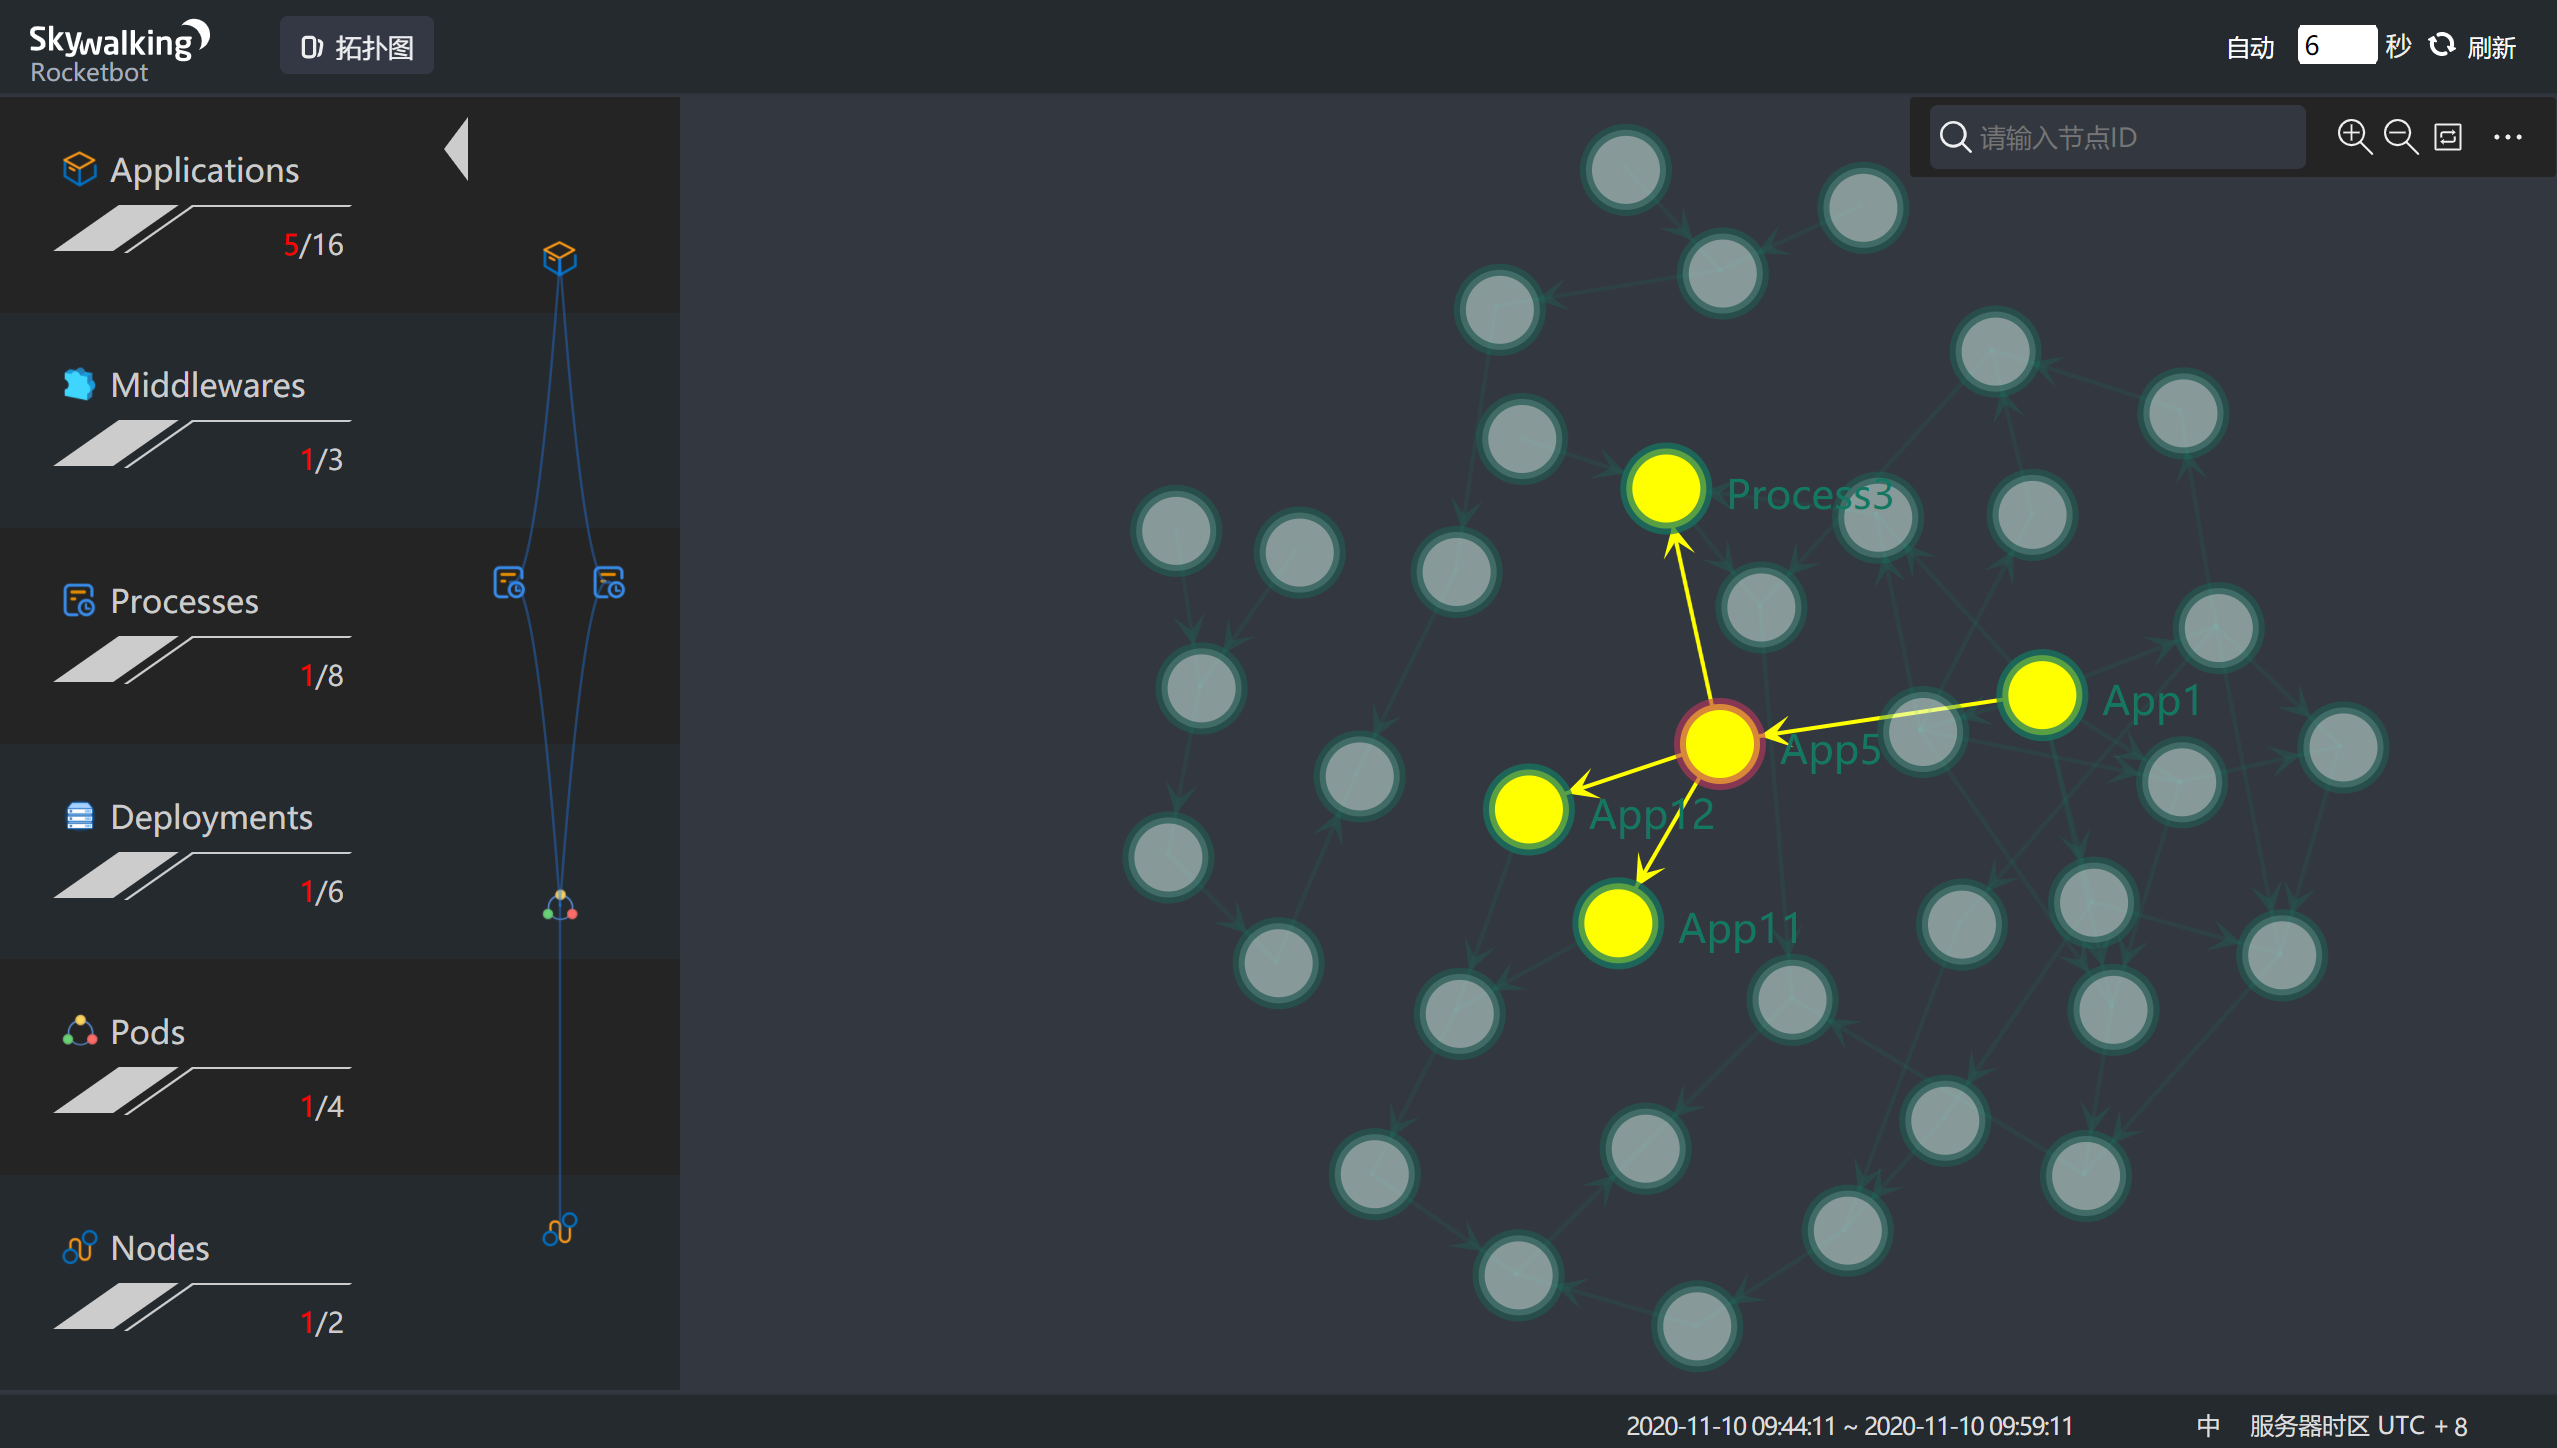 Skywalking
Rocketbot
拓扑图
自动 6 秒 刷新
请输入节点ID
Applications
5/16
Middlewares
1/3
Processes
1/8
Deployments
1/6
Pods
1/4
Nodes
1/2
Process3
App1
App5
App12
App11
2020-11-10 09:44:11 ~ 2020-11-10 09:59:11
中
服务器时区 UTC + 8